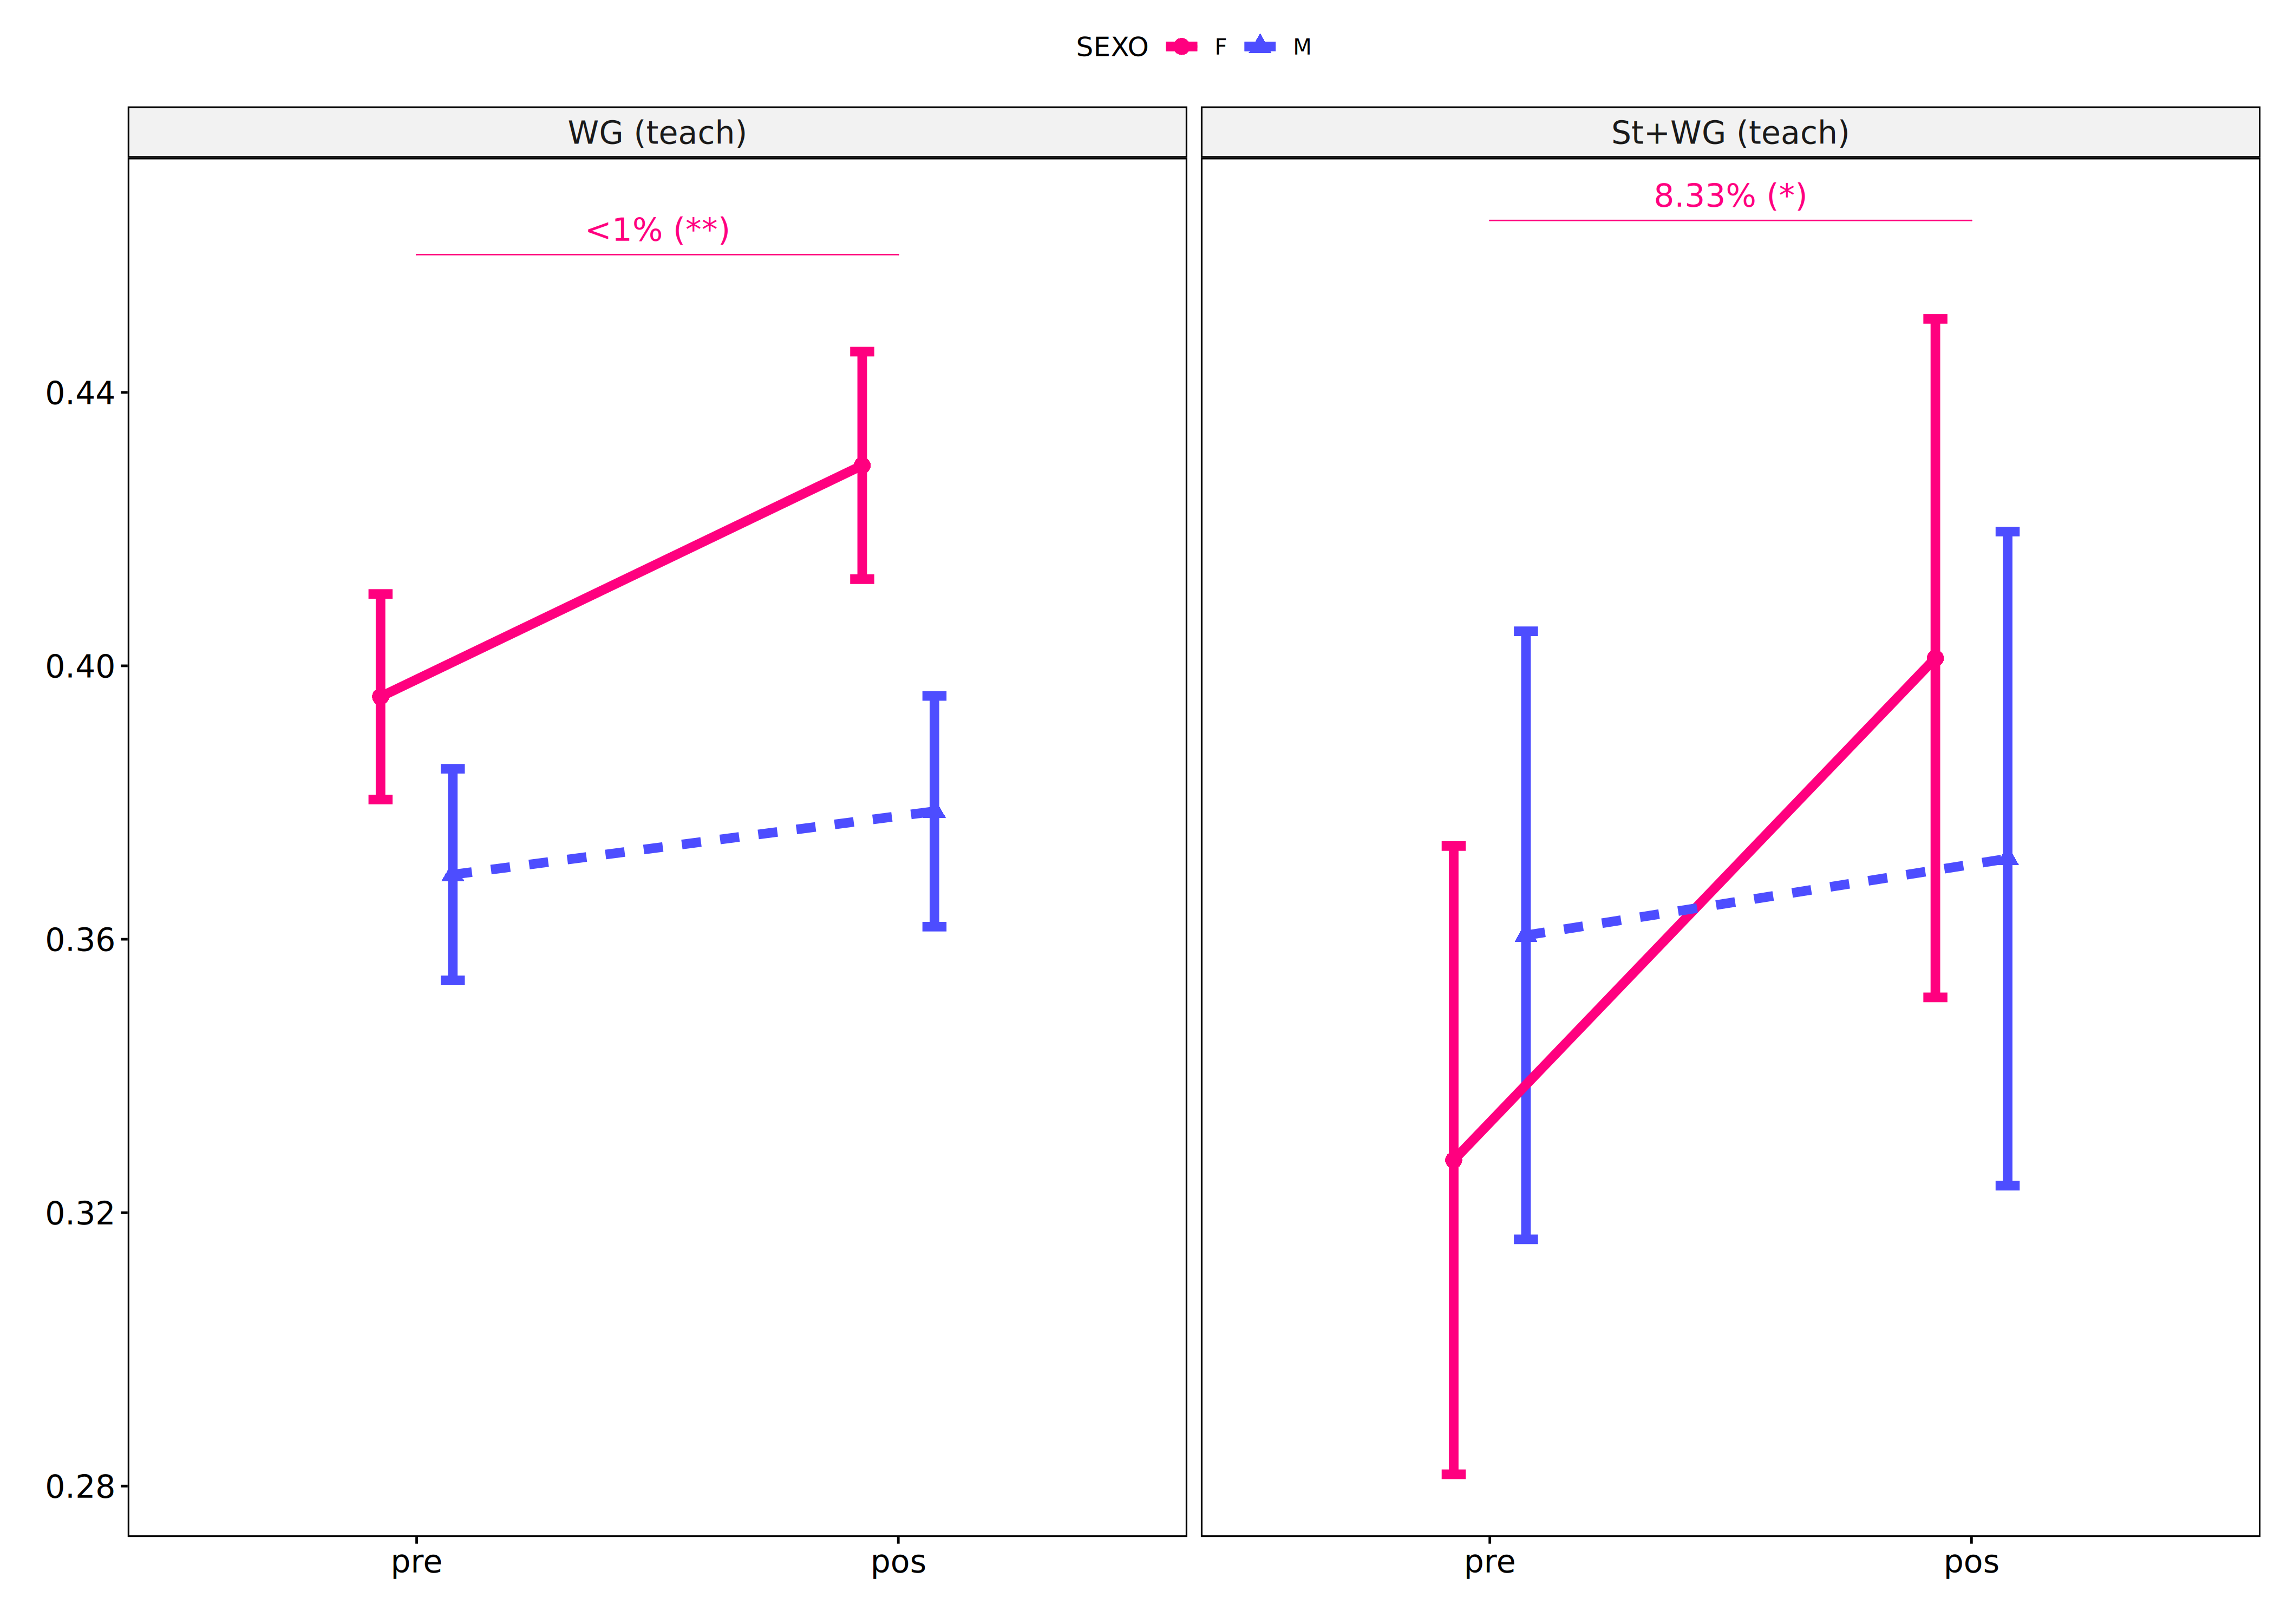 SEXO F M
WG (teach)
St+WG (teach)
<1% (**)
8.33% (*)
0.44
0.40
0.36
0.32
0.28
pre pos
pre pos